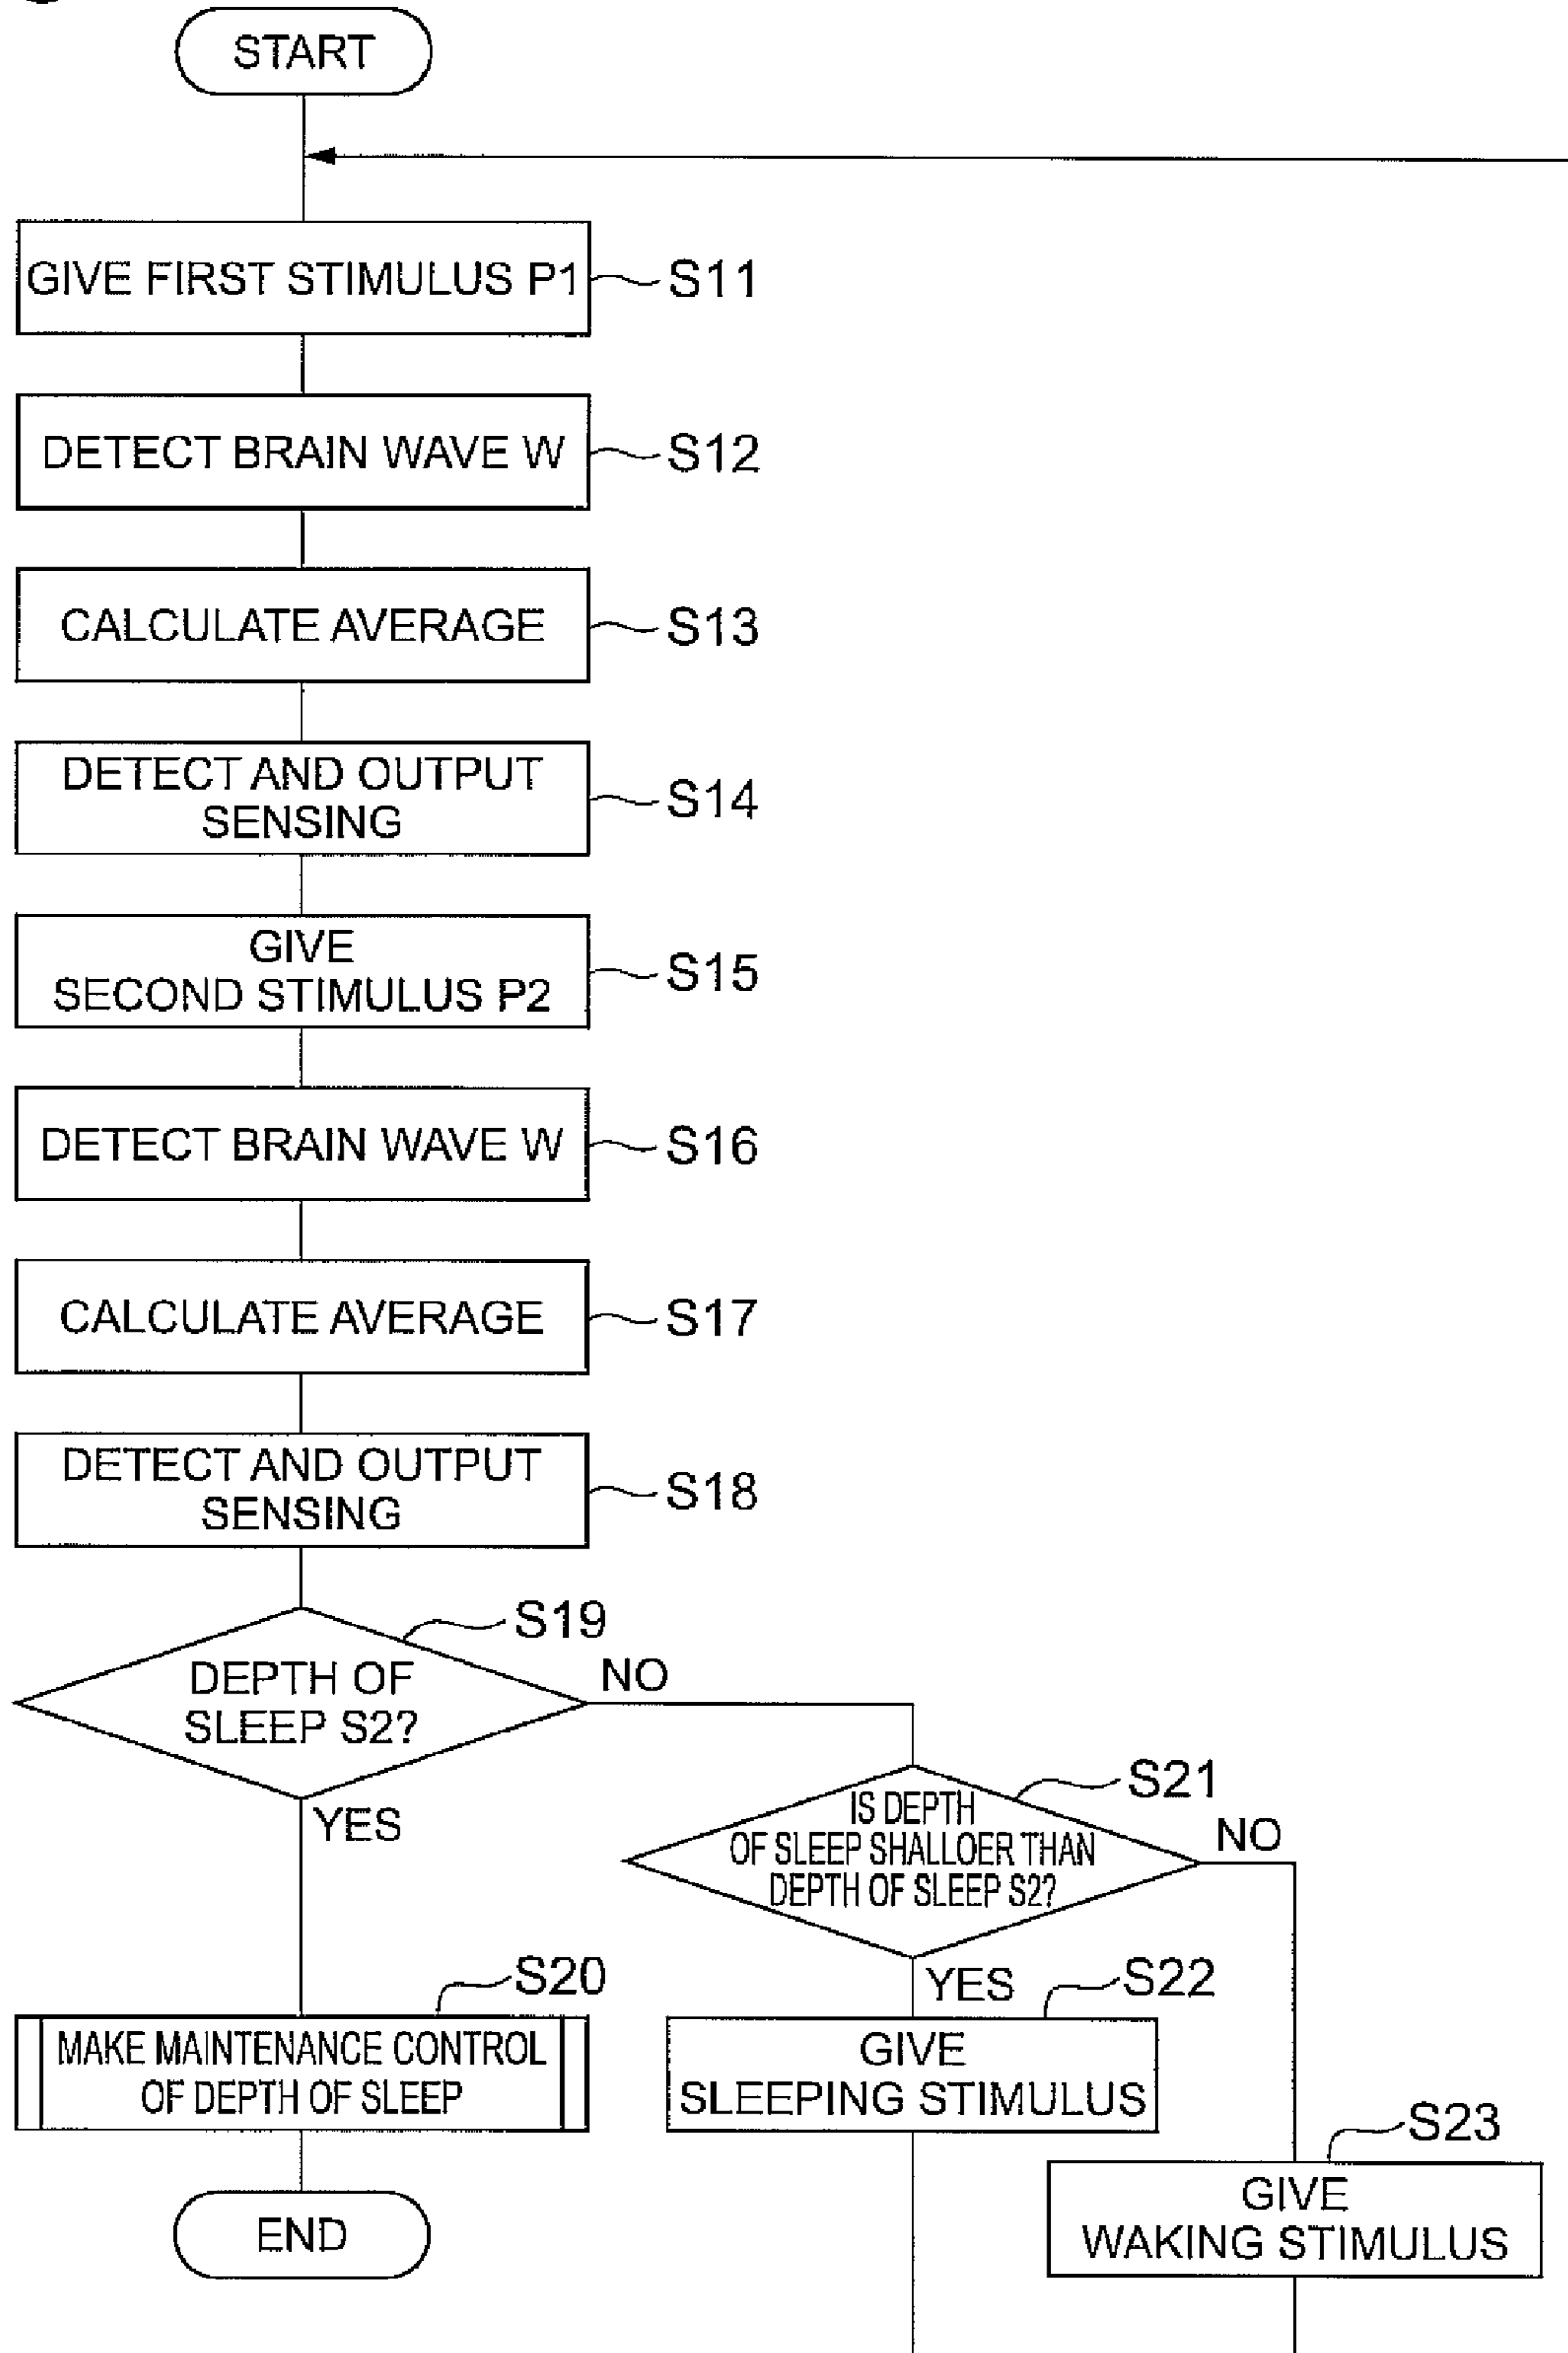 START
GIVE FIRST STIMULUS P1
S11
DETECT BRAIN WAVE W
S12
CALCULATE AVERAGE
S13
DETECT AND OUTPUT
SENSING
S14
GIVE
SECOND STIMULUS P2
S15
DETECT BRAIN WAVE W
S16
CALCULATE AVERAGE
S17
DETECT AND OUTPUT
SENSING
S18
S19
DEPTH OF
SLEEP S2?
NO
YES
S21
IS DEPTH
OF SLEEP SHALLOER THAN
DEPTH OF SLEEP S2?
NO
YES
S20
MAKE MAINTENANCE CONTROL
OF DEPTH OF SLEEP
S22
GIVE
SLEEPING STIMULUS
S23
GIVE
WAKING STIMULUS
END